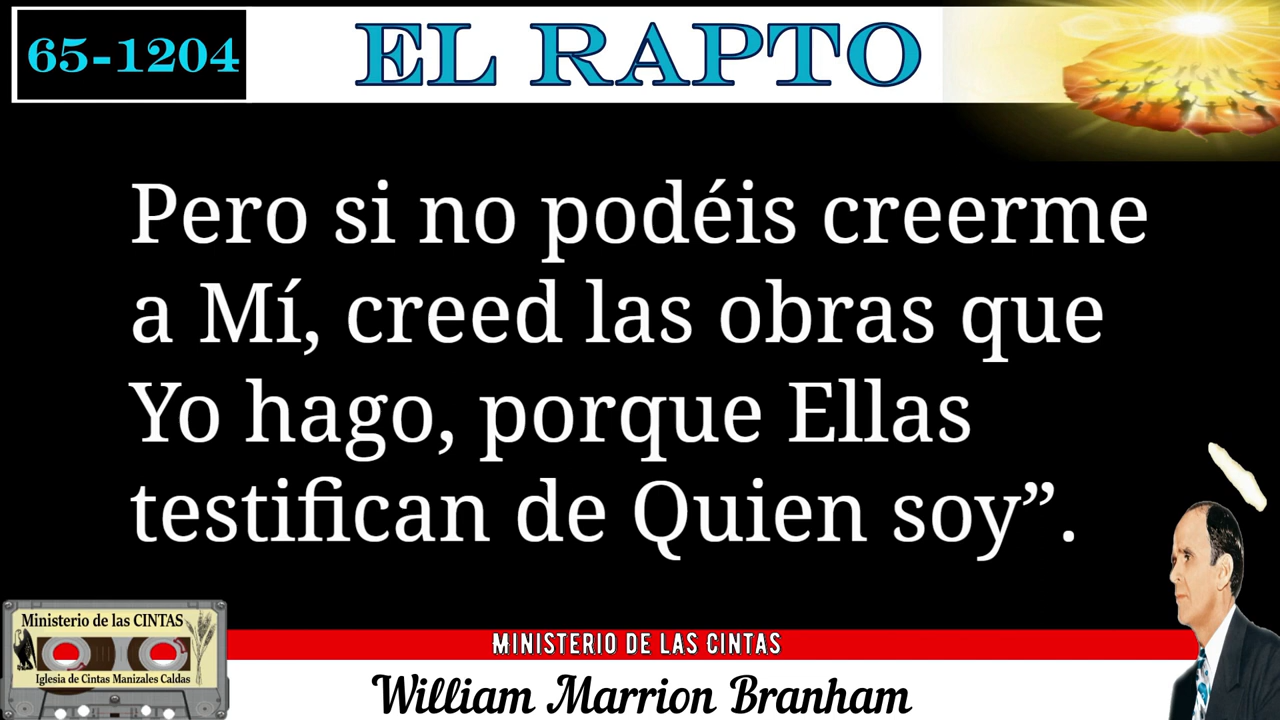 65-1204
EL RAPTO
Pero si no podéis creerme
a Mí, creed las obras que
Yo hago, porque Ellas
testifican de Quien soy”.
Ministerio de las CINTAS
Iglesia de Cintas Manizales Caldas
MINISTERIO DE LAS CINTAS
William Marrion Branham